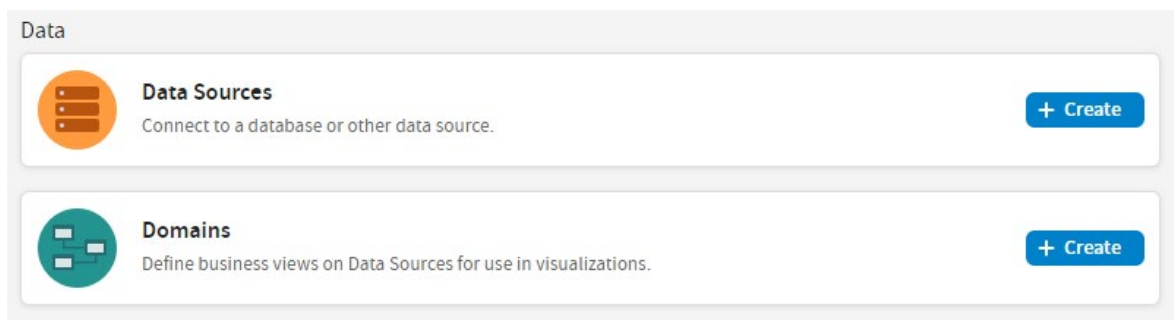 Data
Data Sources
Connect to a database or other data source.
+ Create
Domains
Define business views on Data Sources for use in visualizations.
+ Create